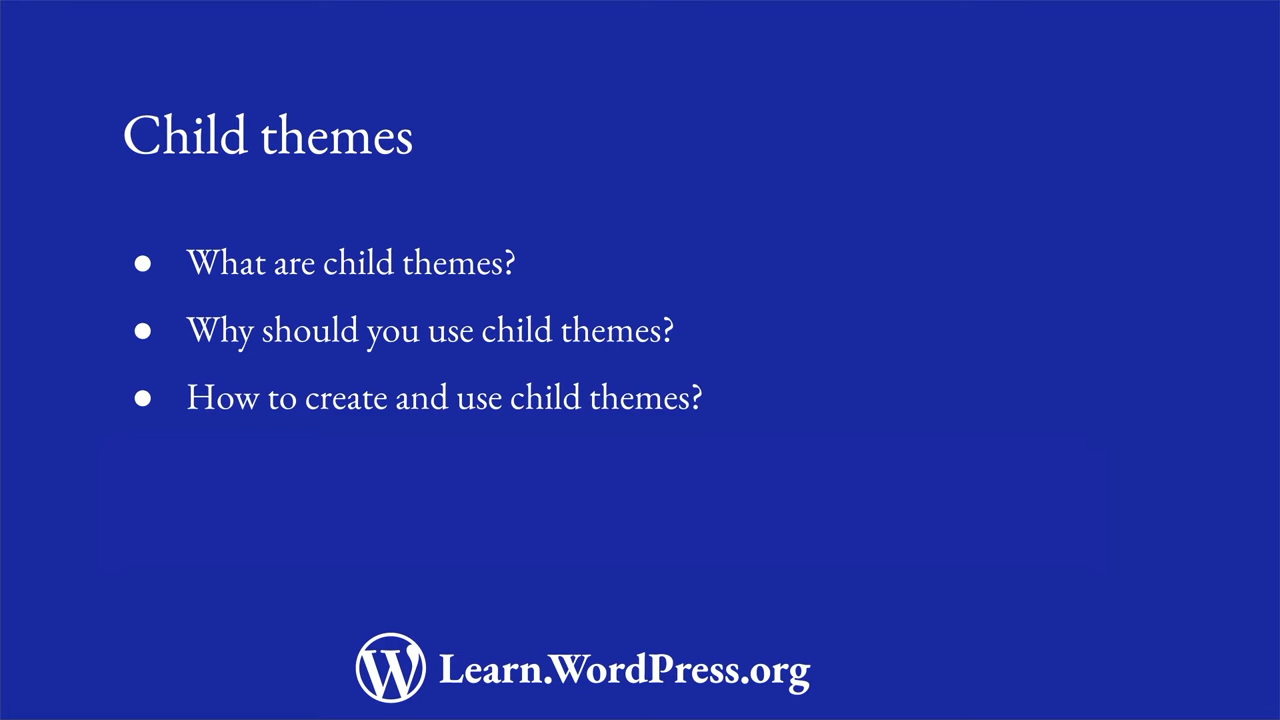 Child themes
● What are child themes?
● Why should you use child themes?
● How to create and use child themes?
Learn.WordPress.org